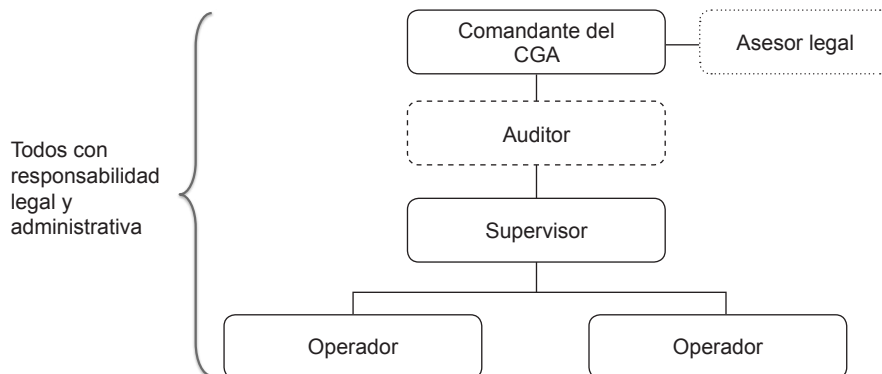 Comandante del
CGA
Asesor legal
Auditor
Todos con
responsabilidad
legal y
administrativa
Supervisor
Operador
Operador